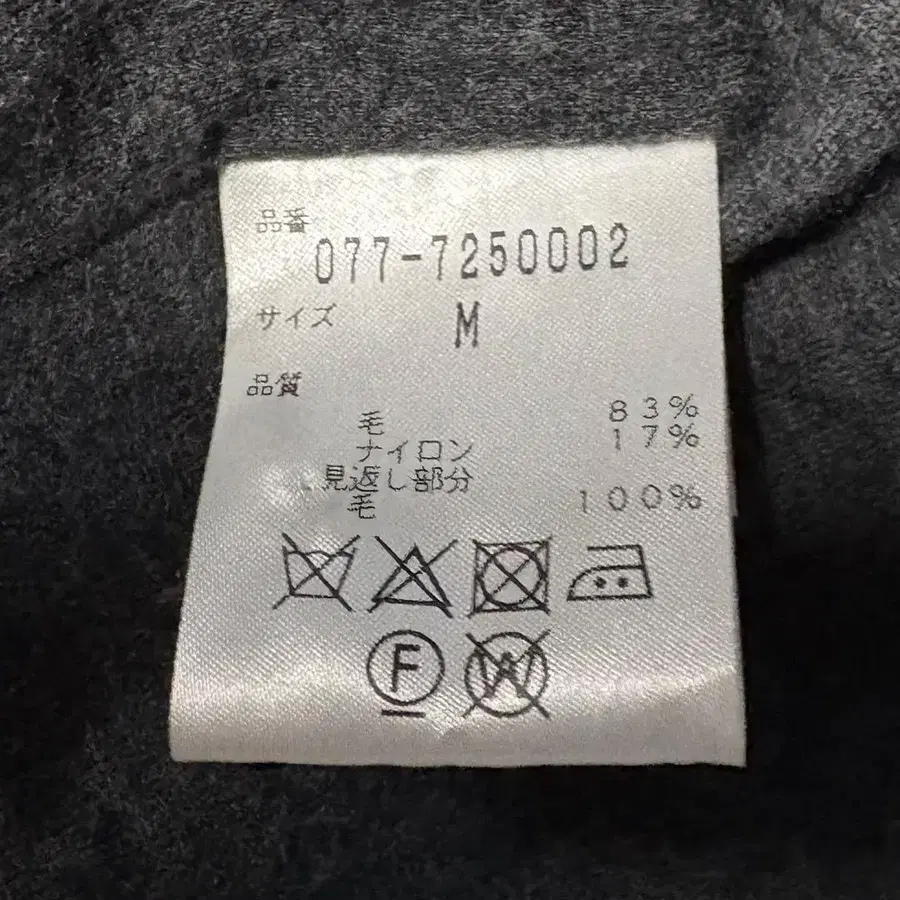 品番
077-7250002
サイズ M
品質
毛 83%
ナイロン 17%
見返し部分
毛 100%
F W